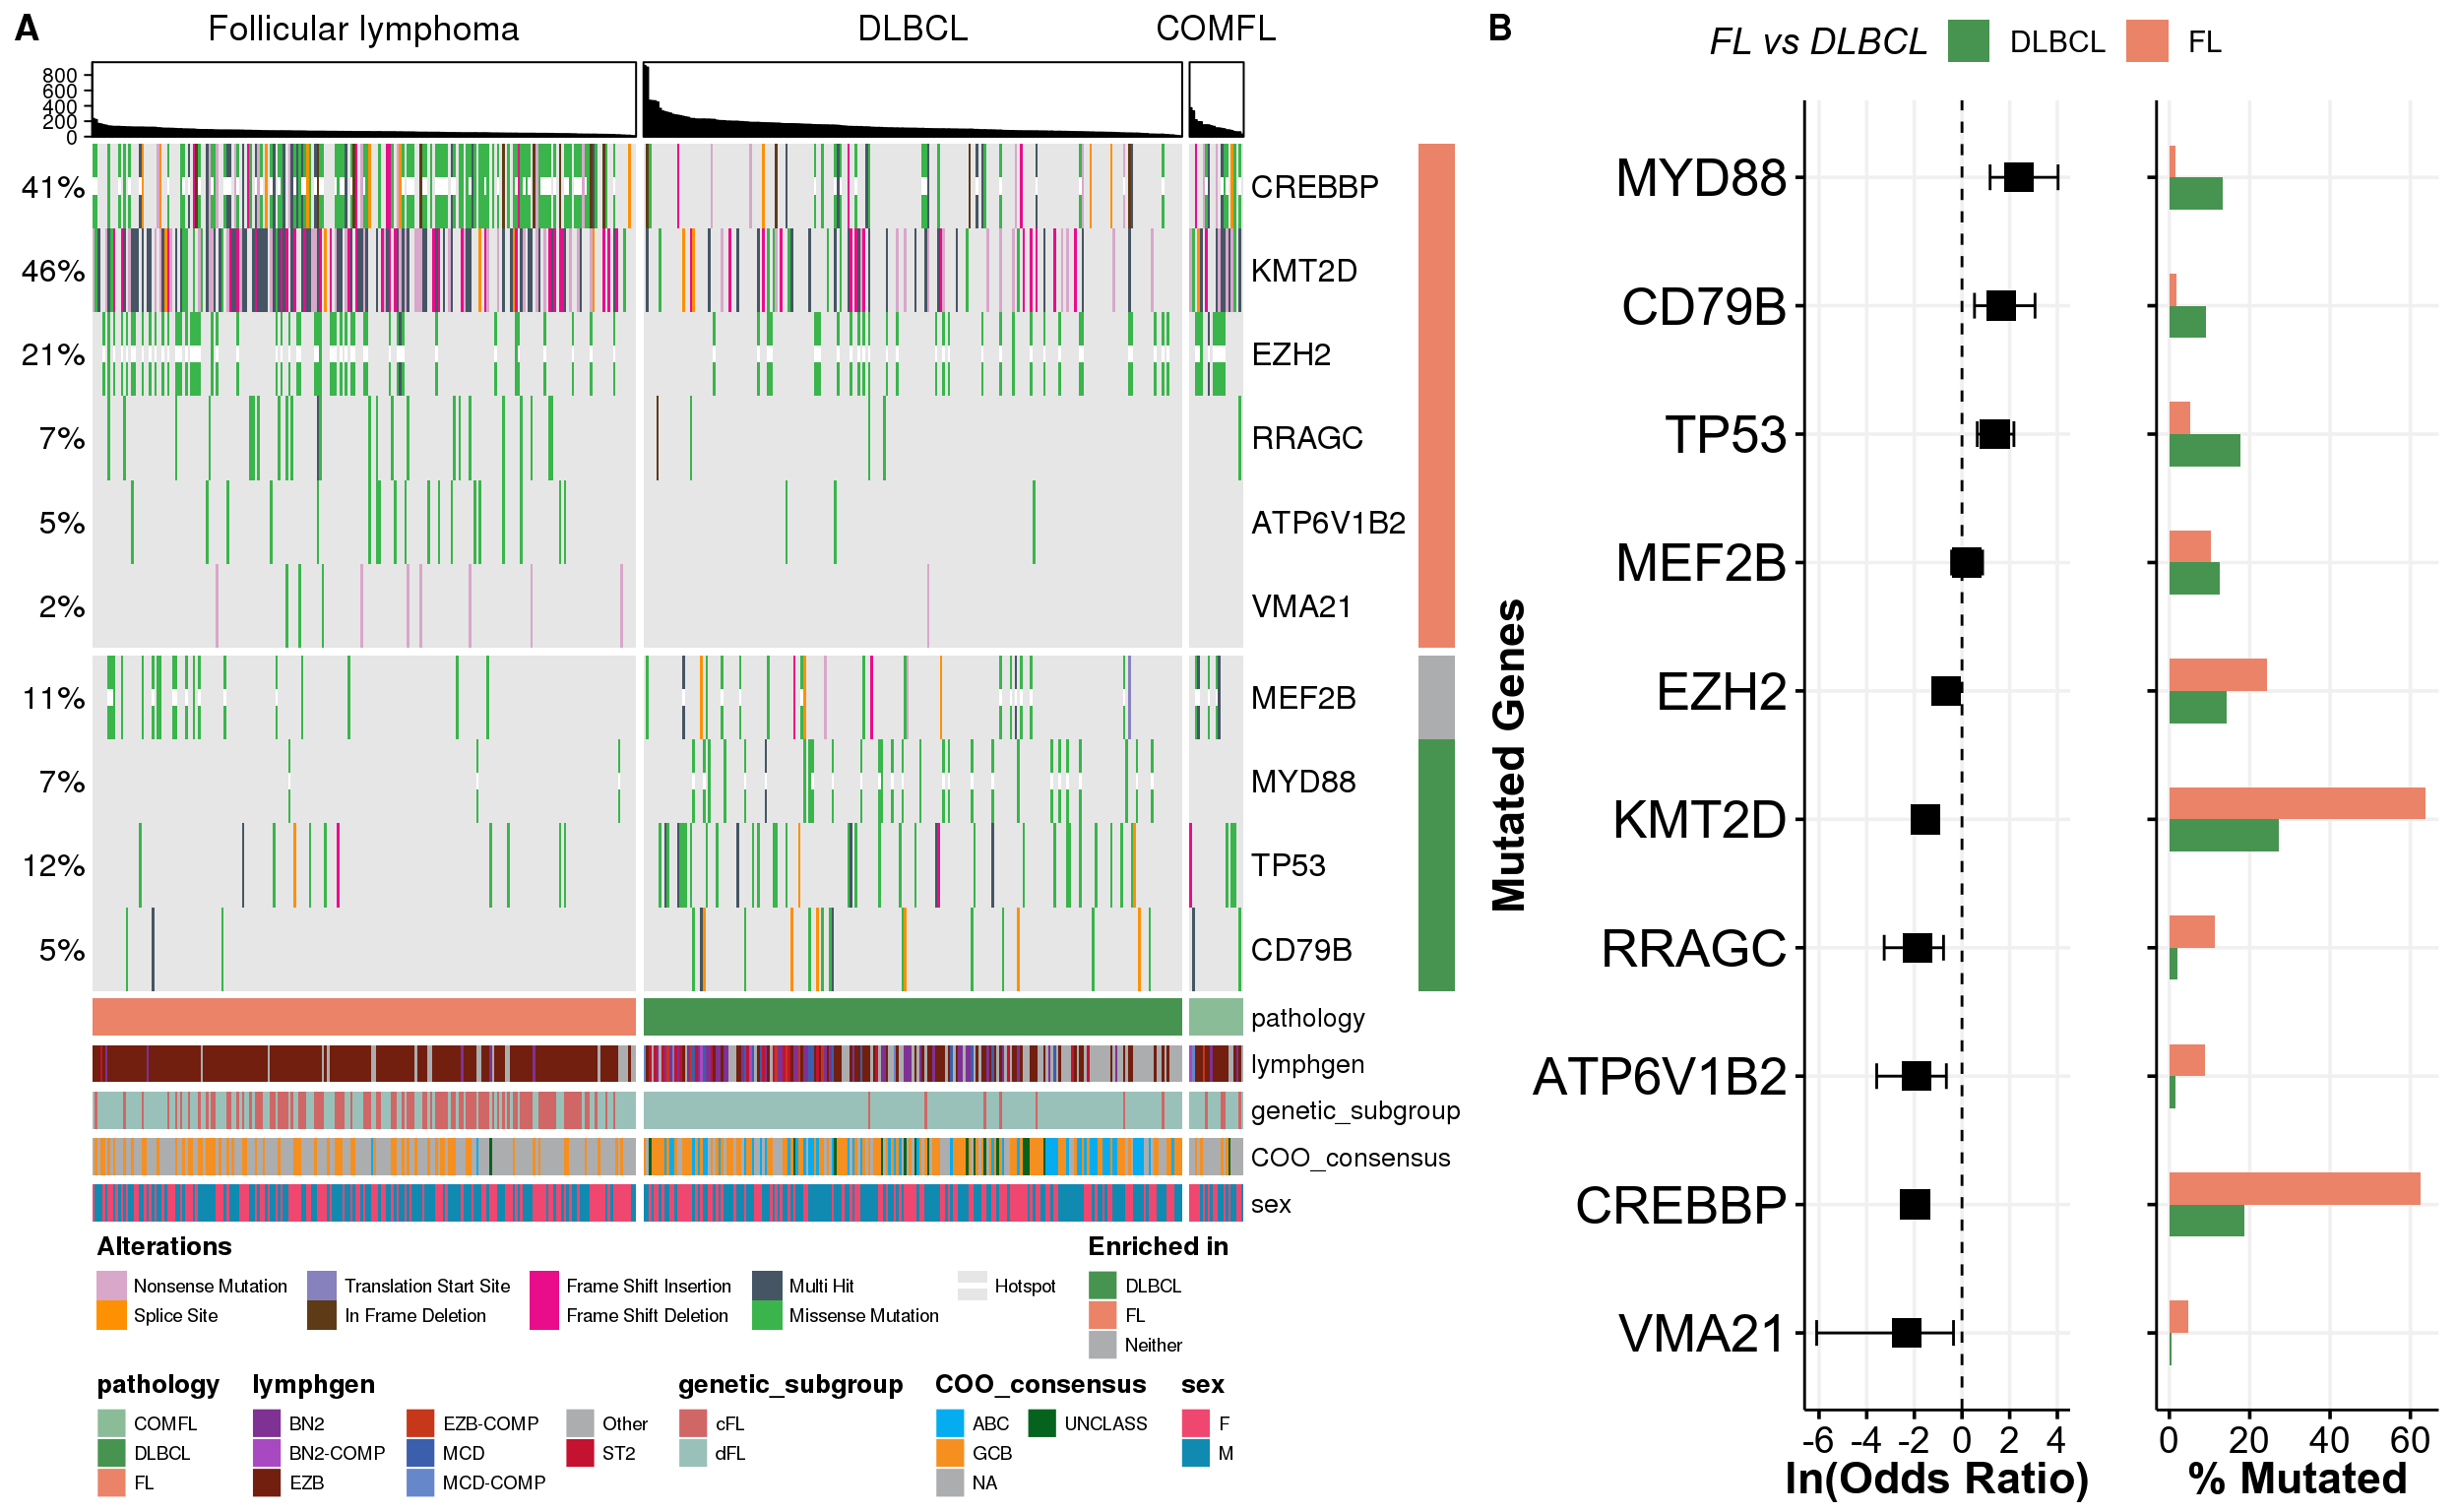 A
Follicular lymphoma
DLBCL
COMFL
800
600
400
200
0
41%
CREBBP
46%
KMT2D
21%
EZH2
7%
RRAGC
5%
ATP6V1B2
2%
VMA21
11%
MEF2B
7%
MYD88
12%
TP53
5%
CD79B
pathology
lymphgen
genetic_subgroup
COO_consensus
sex
Alterations
Nonsense Mutation
Translation Start Site
Frame Shift Insertion
Multi Hit
Hotspot
Splice Site
In Frame Deletion
Frame Shift Deletion
Missense Mutation
Enriched in
DLBCL
FL
Neither
pathology
COMFL
DLBCL
FL
lymphgen
BN2
BN2-COMP
EZB
EZB-COMP
MCD
MCD-COMP
Other
ST2
genetic_subgroup
cFL
dFL
COO_consensus
ABC
GCB
NA
UNCLASS
sex
F
M
B
FL vs DLBCL
DLBCL
FL
Mutated Genes
MYD88
CD79B
TP53
MEF2B
EZH2
KMT2D
RRAGC
ATP6V1B2
CREBBP
VMA21
-6 -4 -2 0 2 4
ln(Odds Ratio)
0 20 40 60
% Mutated